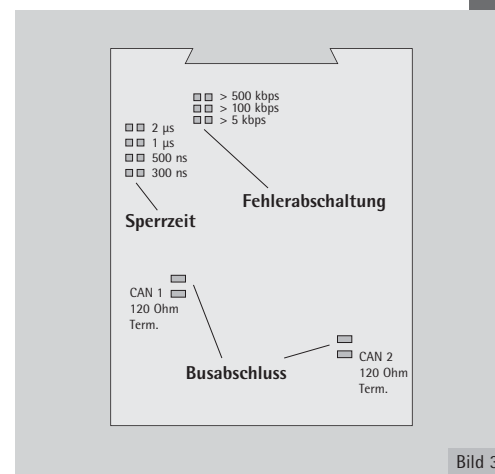 > 500 kbps
> 100 kbps
> 5 kbps
2 µs
1 µs
500 ns
300 ns
Fehlerabschaltung
Sperrzeit
CAN 1
120 Ohm
Term.
Busabschluss
CAN 2
120 Ohm
Term.
Bild 3